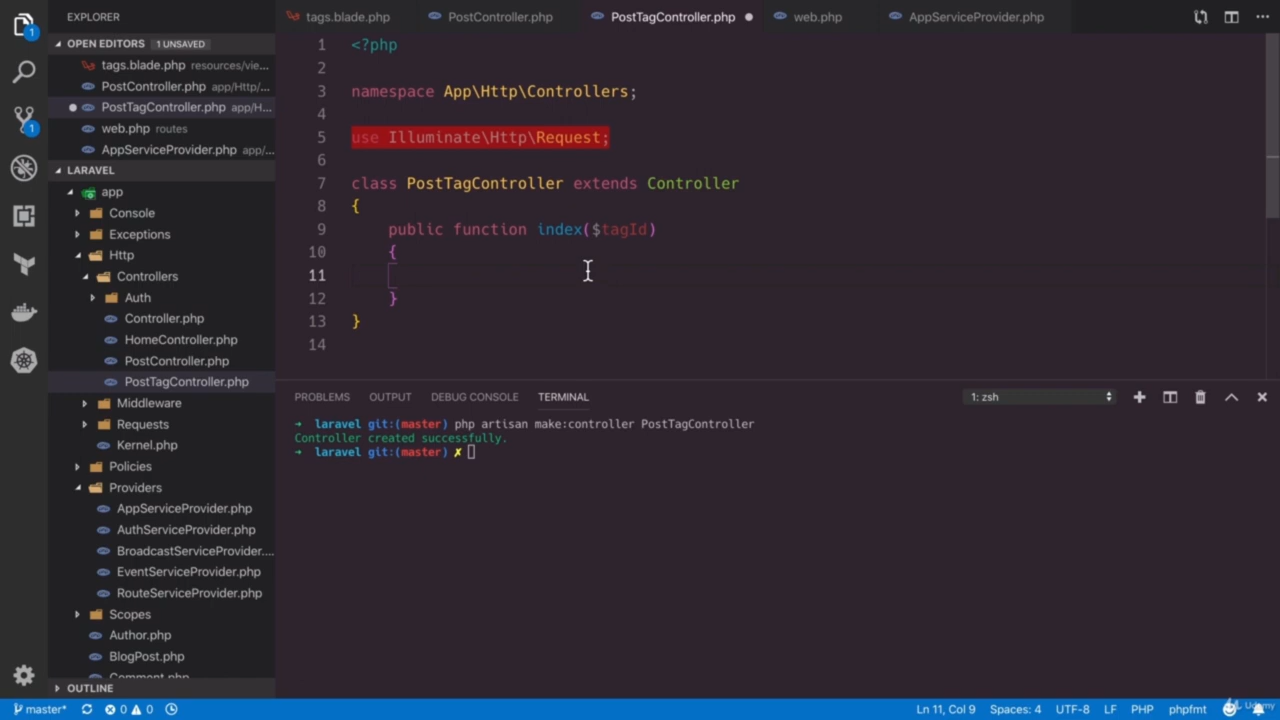 EXPLORER
tags.blade.php
PostController.php
PostTagController.php
web.php
AppServiceProvider.php
OPEN EDITORS 1 UNSAVED
tags.blade.php resources/vie...
PostController.php app/Http/...
PostTagController.php app/H...
web.php routes
AppServiceProvider.php app/...
LARAVEL
app
Console
Exceptions
Http
Controllers
Auth
Controller.php
HomeController.php
PostController.php
PostTagController.php
Middleware
Requests
Kernel.php
Policies
Providers
AppServiceProvider.php
AuthServiceProvider.php
BroadcastServiceProvider....
EventServiceProvider.php
RouteServiceProvider.php
Scopes
Author.php
BlogPost.php
Comment.php
OUTLINE
1 <?php
2
3 namespace App\Http\Controllers;
4
5 use Illuminate\Http\Request;
6
7 class PostTagController extends Controller
8 {
9 public function index($tagId)
10 {
11
12 }
13 }
14
PROBLEMS OUTPUT DEBUG CONSOLE TERMINAL 1: zsh
➜ laravel git:(master) php artisan make:controller PostTagController
Controller created successfully.
➜ laravel git:(master) ✗
1
1
master* 0 0 Ln 11, Col 9 Spaces: 4 UTF-8 LF PHP phpfmt
Udemy